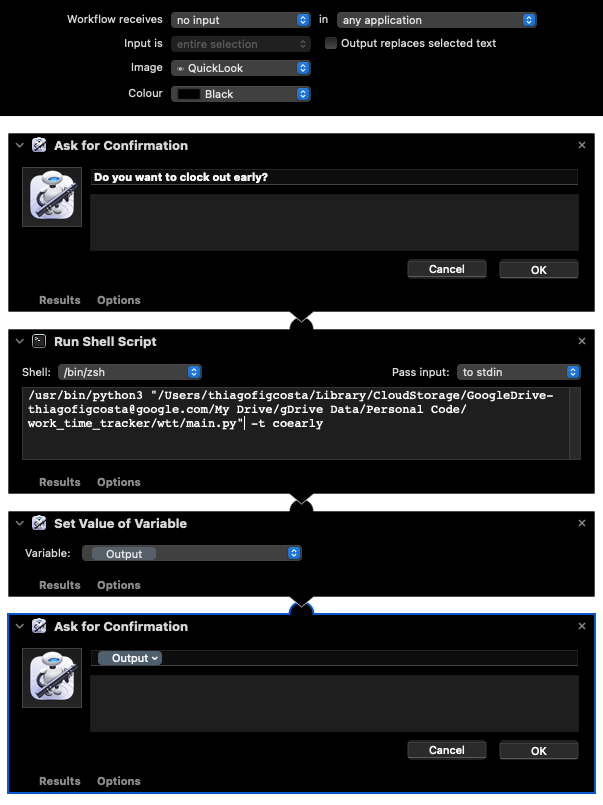 Workflow receives no input in any application
Input is entire selection Output replaces selected text
Image QuickLook
Colour Black
Ask for Confirmation
Do you want to clock out early?
Cancel OK
Results Options
Run Shell Script
Shell: /bin/zsh Pass input: to stdin
/usr/bin/python3 "/Users/thiagofigcosta/Library/CloudStorage/GoogleDrive-
thiagofigcosta@google.com/My Drive/gDrive Data/Personal Code/
work_time_tracker/wtt/main.py" -t coearly
Results Options
Set Value of Variable
Variable: Output
Results Options
Ask for Confirmation
Output
Cancel OK
Results Options